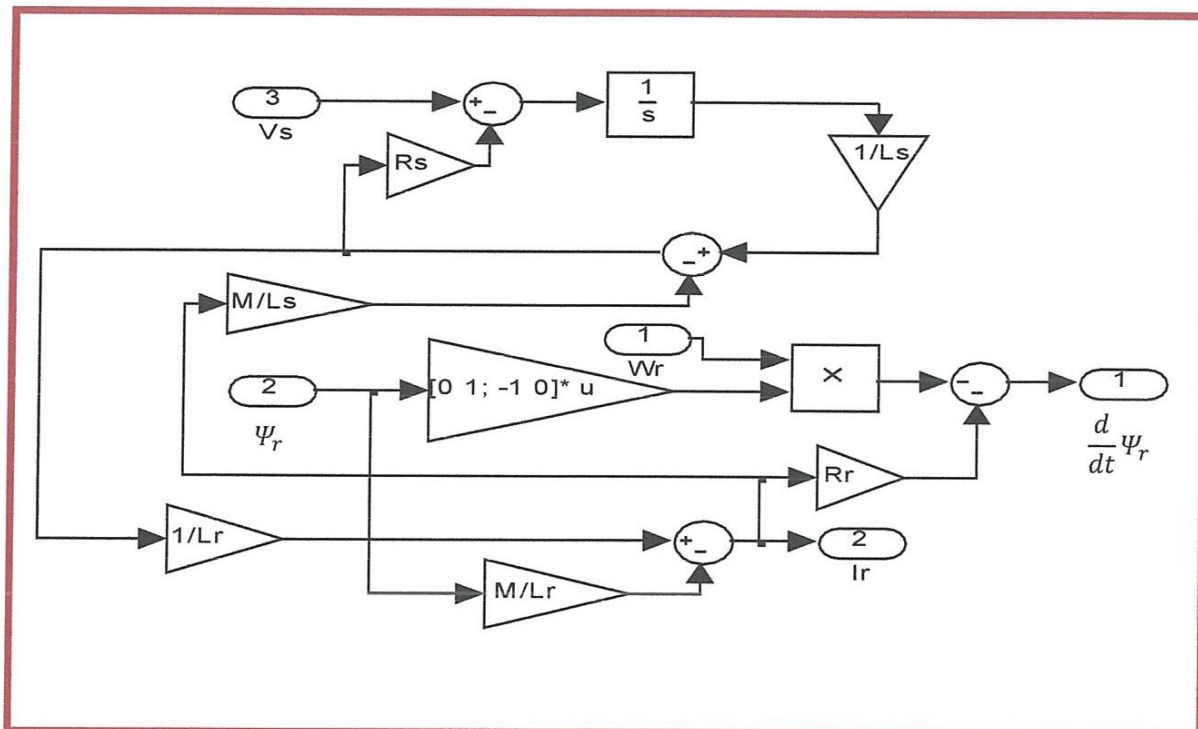 3
Vs
+
-
1
s
Rs
1/Ls
-
+
M/Ls
1
Wr
2
Ψr
[0 1; -1 0]* u
×
-
-
1
d
dt
Ψr
Rr
1/Lr
+
-
2
Ir
M/Lr